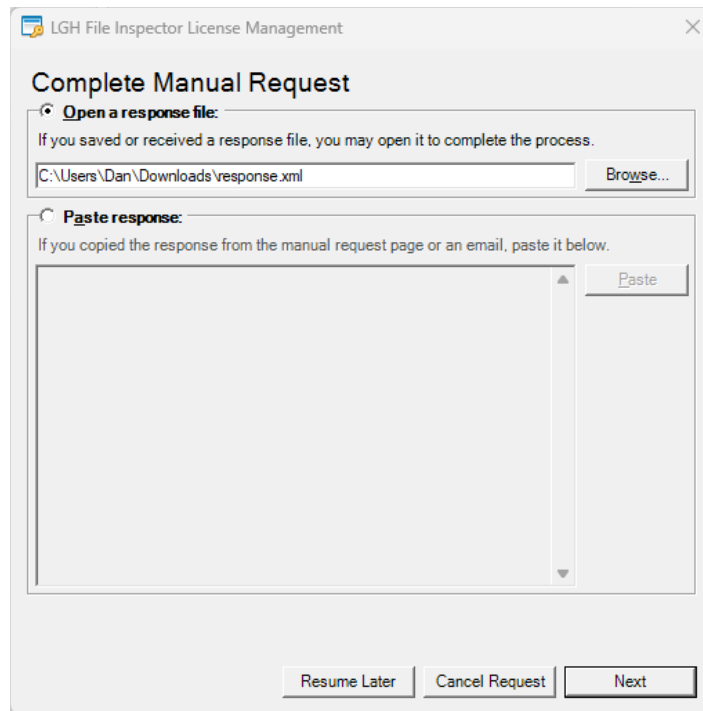 LGH File Inspector License Management
Complete Manual Request
Open a response file:
If you saved or received a response file, you may open it to complete the process.
C:\Users\Dan\Downloads\response.xml
Browse...
Paste response:
If you copied the response from the manual request page or an email, paste it below.
Paste
Resume Later
Cancel Request
Next